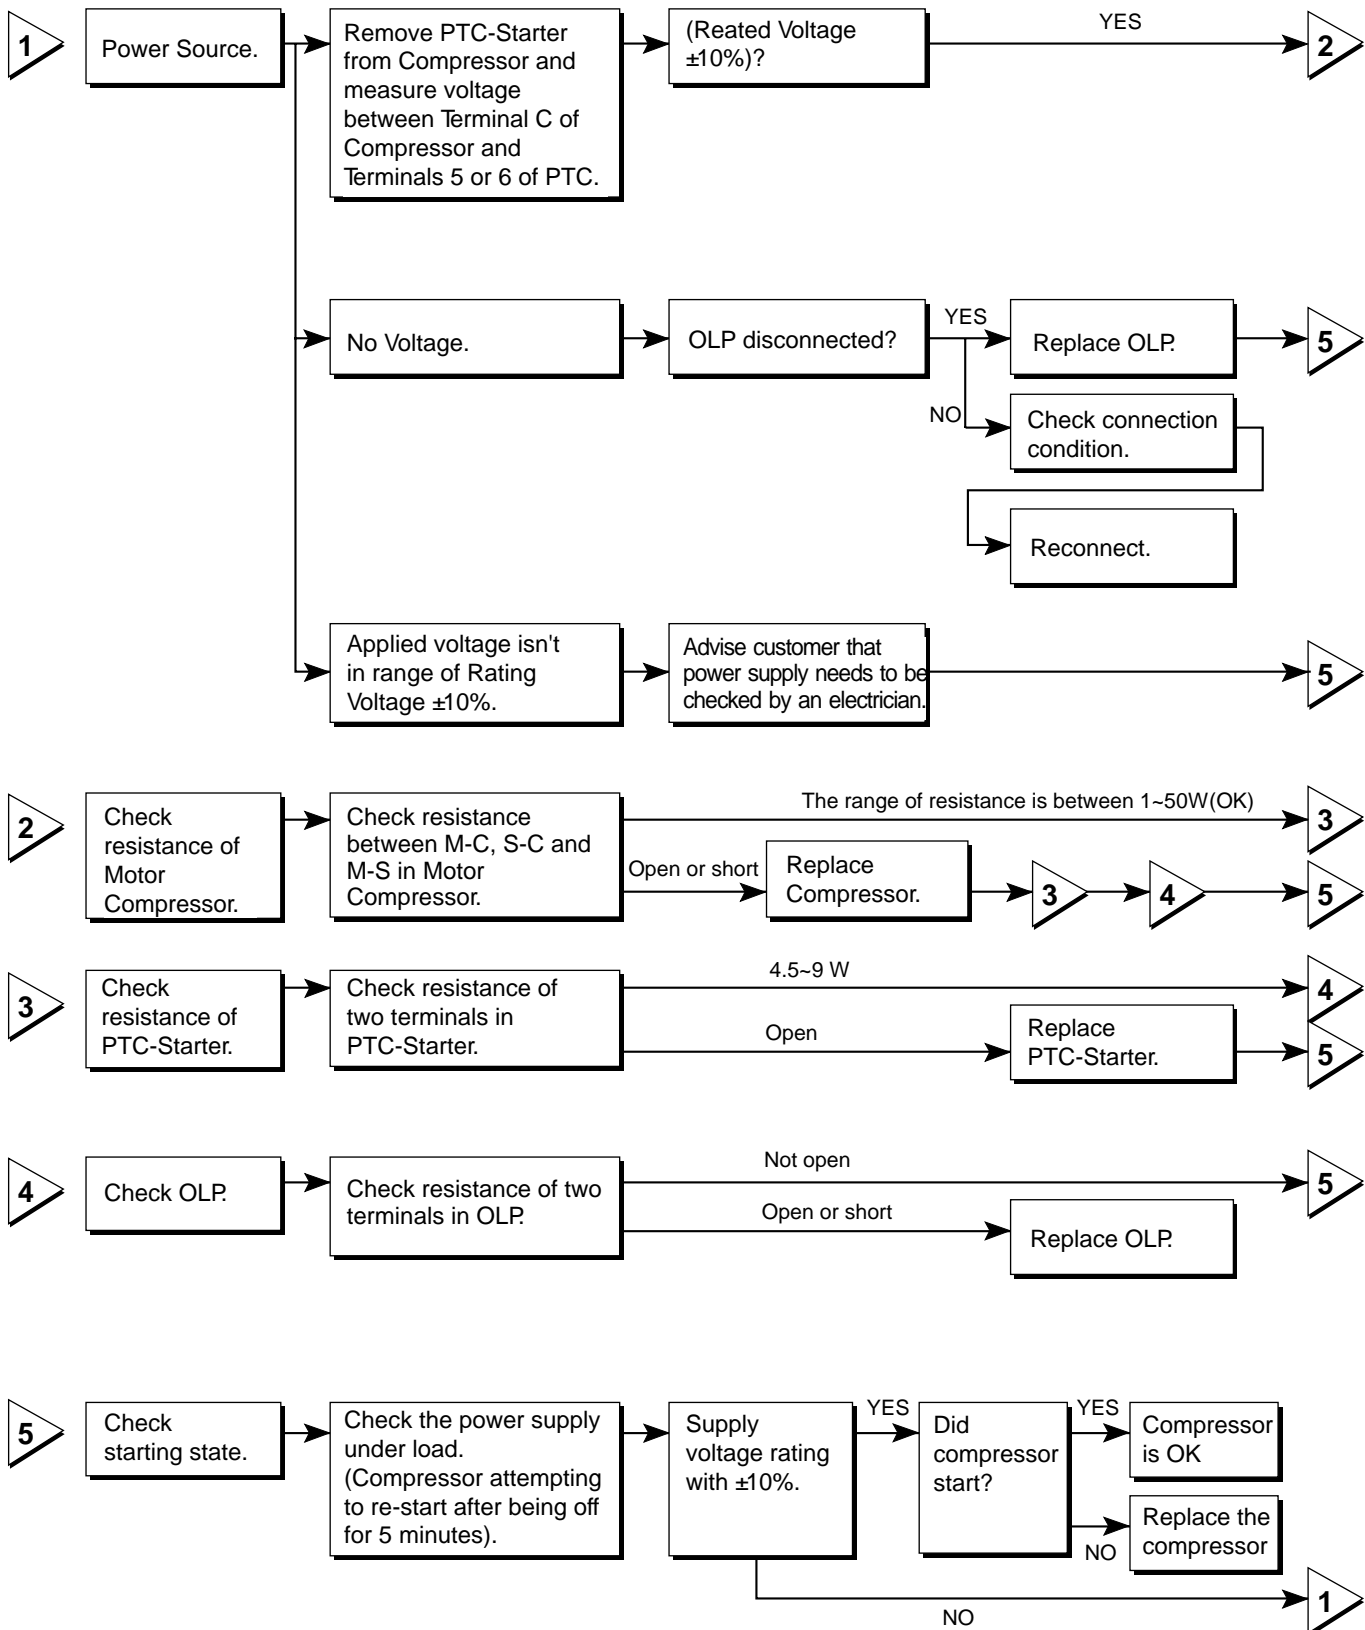 1
Power Source.
Remove PTC-Starter
from Compressor and
measure voltage
between Terminal C of
Compressor and
Terminals 5 or 6 of PTC.
(Reated Voltage
±10%)?
YES
2
No Voltage.
OLP disconnected?
YES
Replace OLP.
5
NO
Check connection
condition.
Reconnect.
Applied voltage isn't
in range of Rating
Voltage ±10%.
Advise customer that
power supply needs to be
checked by an electrician.
5
2
Check
resistance of
Motor
Compressor.
Check resistance
between M-C, S-C and
M-S in Motor
Compressor.
The range of resistance is between 1~50W(OK)
3
Open or short
Replace
Compressor.
3
4
5
3
Check
resistance of
PTC-Starter.
Check resistance of
two terminals in
PTC-Starter.
4.5~9 W
4
Open
Replace
PTC-Starter.
5
4
Check OLP.
Check resistance of two
terminals in OLP.
Not open
5
Open or short
Replace OLP.
5
Check
starting state.
Check the power supply
under load.
(Compressor attempting
to re-start after being off
for 5 minutes).
Supply
voltage rating
with ±10%.
YES
Did
compressor
start?
YES
Compressor
is OK
NO
Replace the
compressor
NO
1